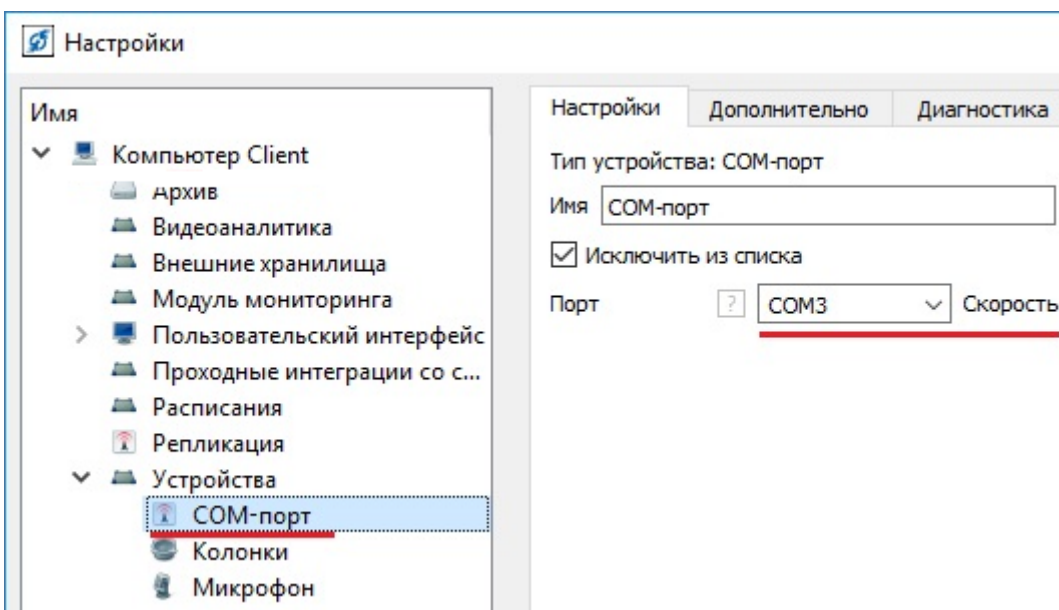 Настройки
Имя
Компьютер Client
Архив
Видеоаналитика
Внешние хранилища
Модуль мониторинга
Пользовательский интерфейс
Проходные интеграции со с...
Расписания
Репликация
Устройства
COM-порт
Колонки
Микрофон
Настройки Дополнительно Диагностика
Тип устройства: COM-порт
Имя COM-порт
Исключить из списка
Порт ? COM3 Скорость